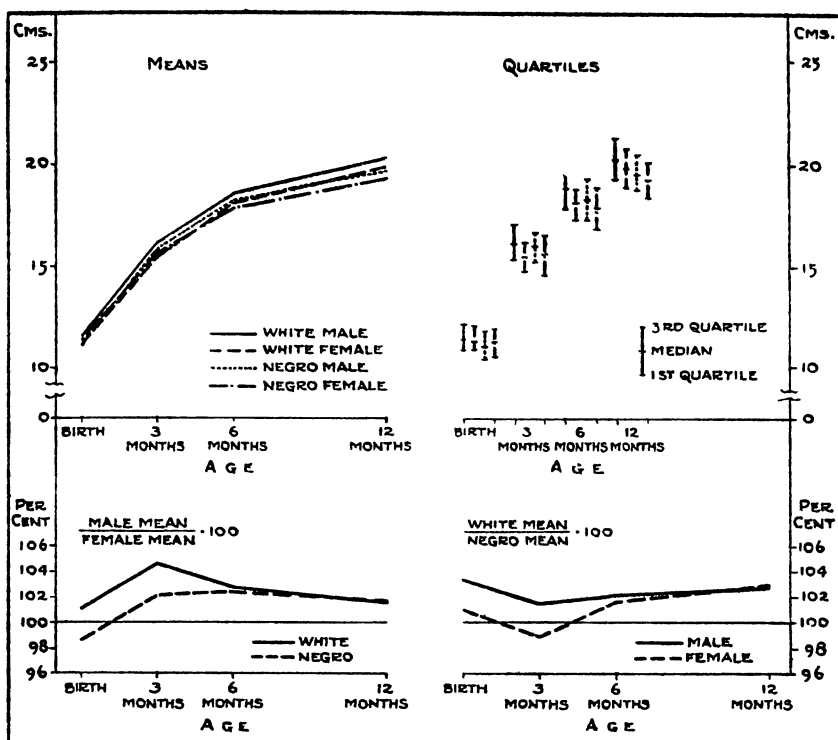 CMS.
25
20
15
10
0
MEANS
WHITE MALE
WHITE FEMALE
NEGRO MALE
NEGRO FEMALE
BIRTH 3 6 12
MONTHS MONTHS MONTHS
AGE
QUARTILES
CMS.
25
20
15
10
0
3RD QUARTILE
MEDIAN
1ST QUARTILE
BIRTH 3 6 12
MONTHS MONTHS MONTHS
AGE
PER
CENT
106
104
102
100
98
96
MALE MEAN
FEMALE MEAN · 100
WHITE
NEGRO
BIRTH 3 6 12
MONTHS MONTHS MONTHS
AGE
WHITE MEAN
NEGRO MEAN · 100
PER
CENT
106
104
102
100
98
96
MALE
FEMALE
BIRTH 3 6 12
MONTHS MONTHS MONTHS
AGE